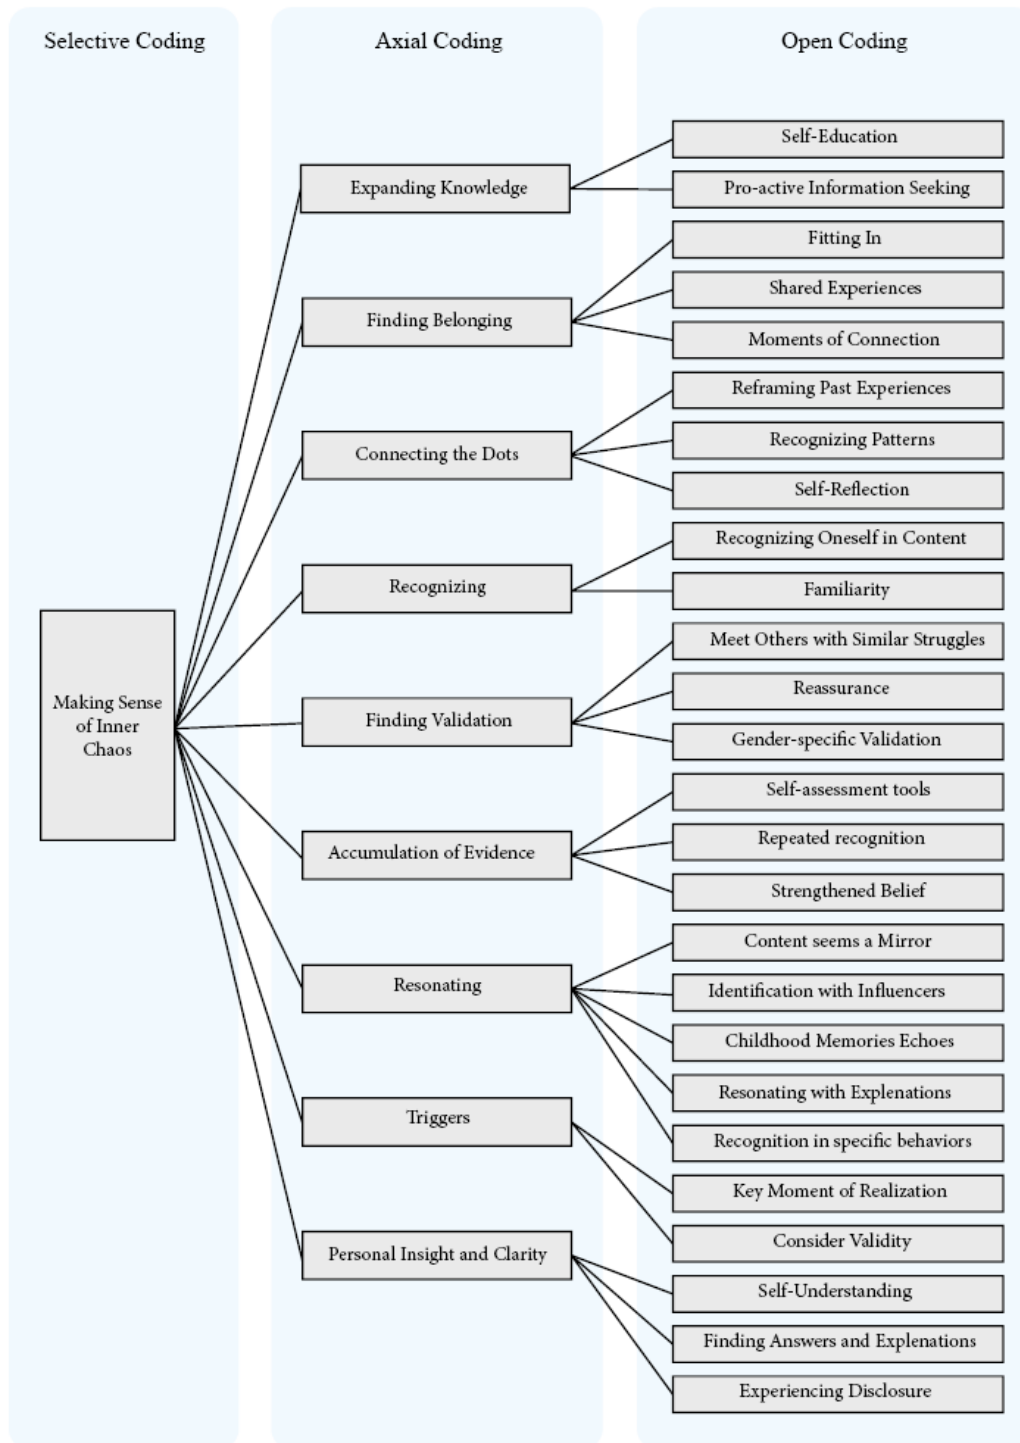 Selective Coding
Axial Coding
Open Coding
Making Sense
of Inner
Chaos
Expanding Knowledge
Finding Belonging
Connecting the Dots
Recognizing
Finding Validation
Accumulation of Evidence
Resonating
Triggers
Personal Insight and Clarity
Self-Education
Pro-active Information Seeking
Fitting In
Shared Experiences
Moments of Connection
Reframing Past Experiences
Recognizing Patterns
Self-Reflection
Recognizing Oneself in Content
Familiarity
Meet Others with Similar Struggles
Reassurance
Gender-specific Validation
Self-assessment tools
Repeated recognition
Strengthened Belief
Content seems a Mirror
Identification with Influencers
Childhood Memories Echoes
Resonating with Explenations
Recognition in specific behaviors
Key Moment of Realization
Consider Validity
Self-Understanding
Finding Answers and Explenations
Experiencing Disclosure